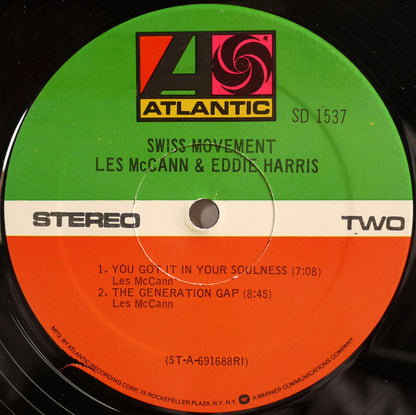 ATLANTIC
SD 1537
SWISS MOVEMENT
LES McCANN & EDDIE HARRIS
STEREO
TWO
1. YOU GOT IT IN YOUR SOULNESS (7:08)
Les McCann
2. THE GENERATION GAP (8:45)
Les McCann
(ST-A-691688RI)
MFG. BY ATLANTIC RECORDING CORP., 75 ROCKEFELLER PLAZA, N.Y., N.Y. A WARNER COMMUNICATIONS COMPANY